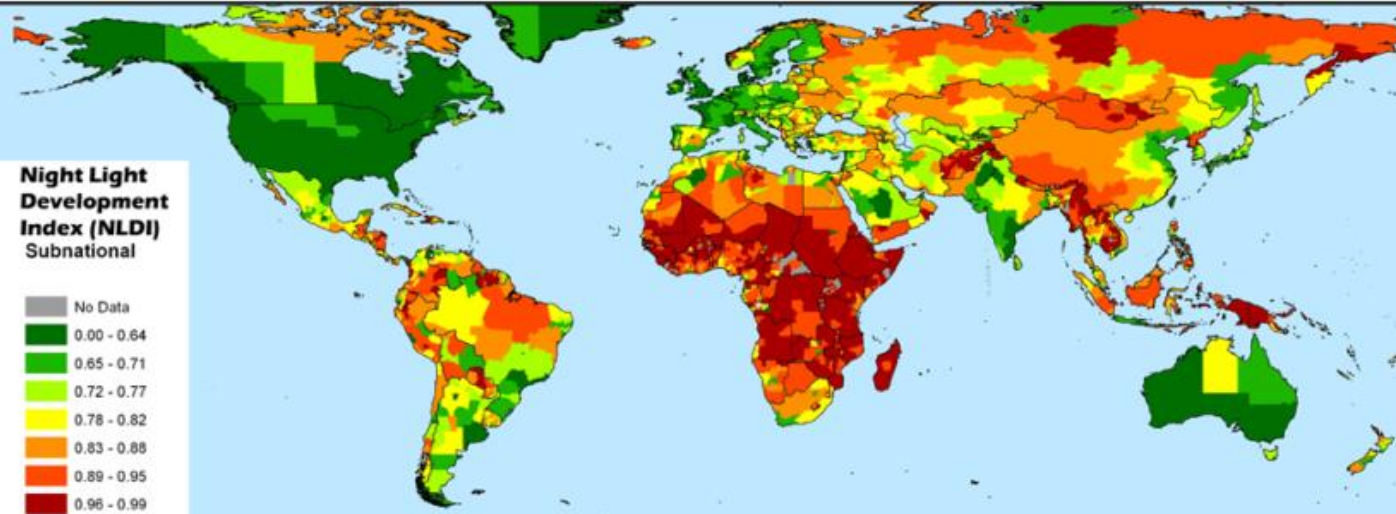 Night Light
Development
Index (NLDI)
Subnational
No Data
0.00 - 0.64
0.65 - 0.71
0.72 - 0.77
0.78 - 0.82
0.83 - 0.88
0.89 - 0.95
0.96 - 0.99